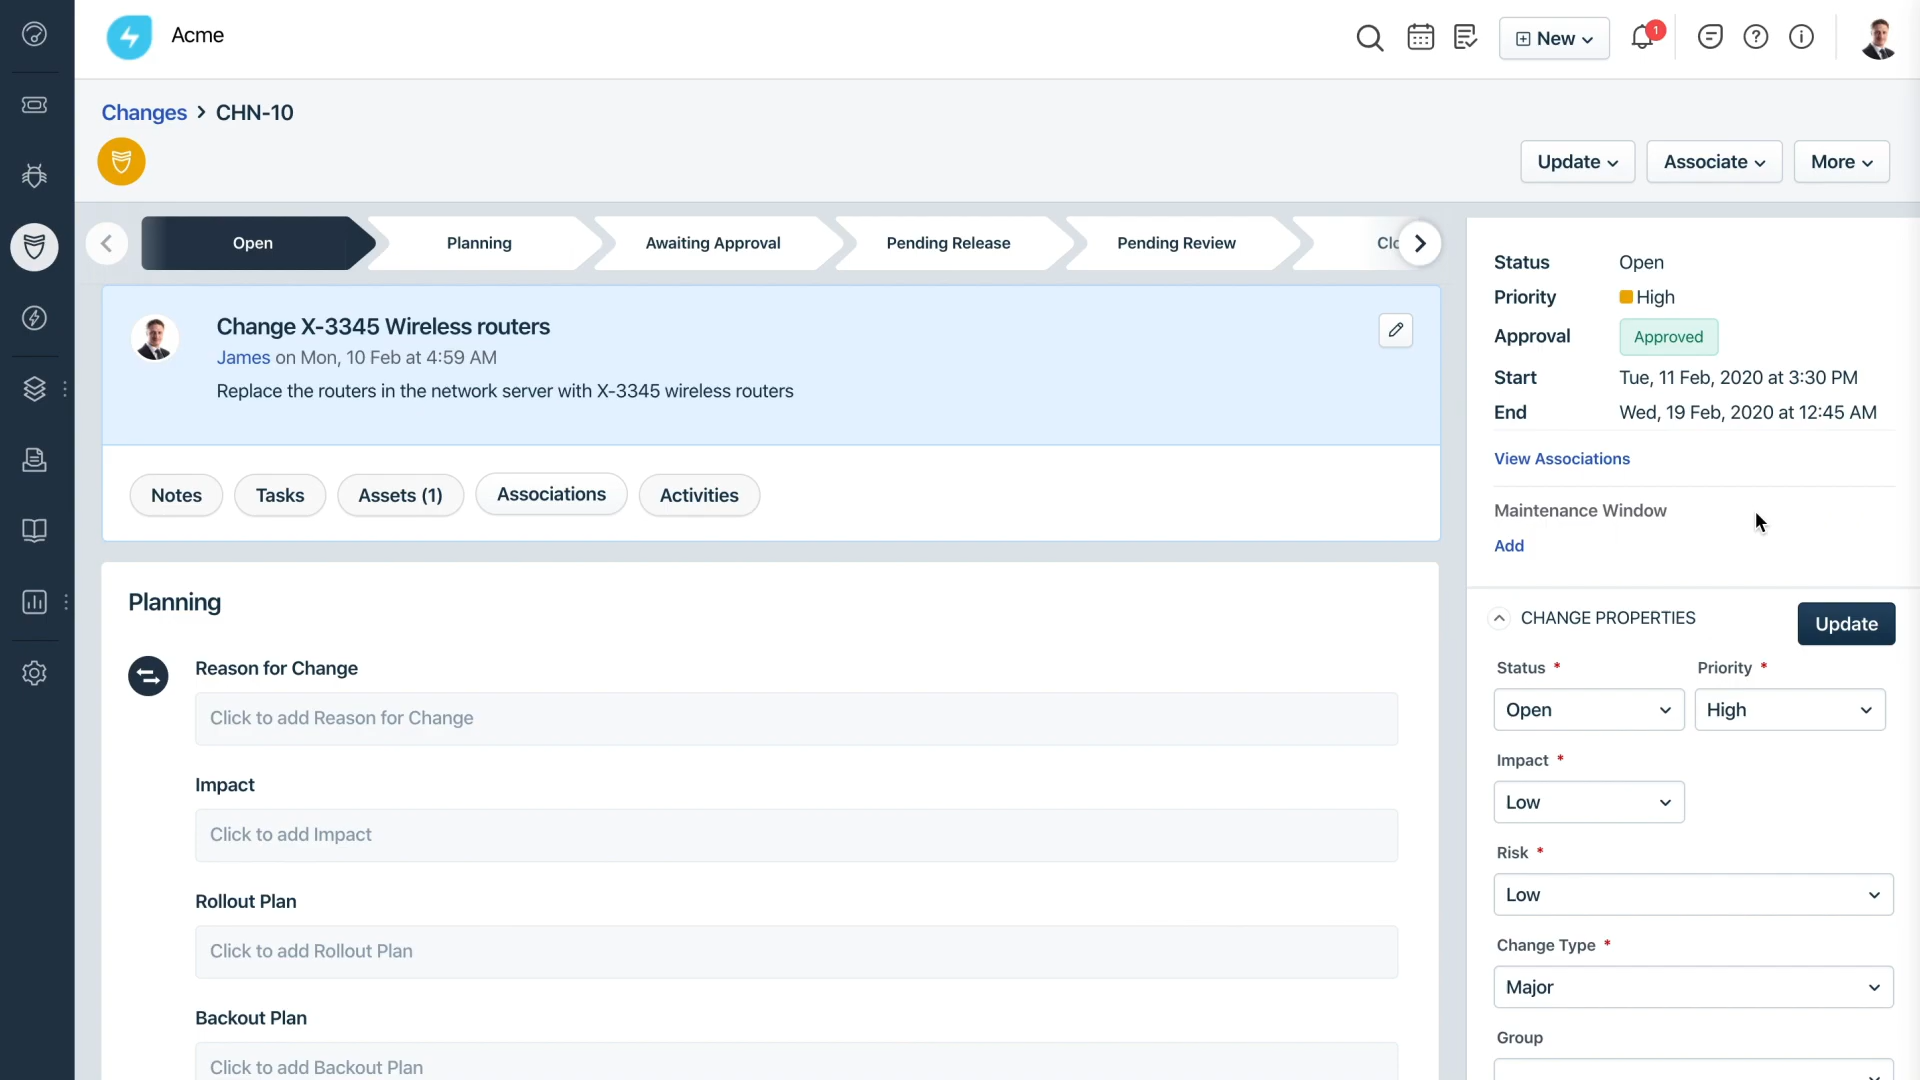 Acme
New
1
Changes > CHN-10
Update
Associate
More
Open
Planning
Awaiting Approval
Pending Release
Pending Review
Change X-3345 Wireless routers
James on Mon, 10 Feb at 4:59 AM
Replace the routers in the network server with X-3345 wireless routers
Notes
Tasks
Assets (1)
Associations
Activities
Planning
Reason for Change
Click to add Reason for Change
Impact
Click to add Impact
Rollout Plan
Click to add Rollout Plan
Backout Plan
Click to add Backout Plan
Status Open
Priority High
Approval Approved
Start Tue, 11 Feb, 2020 at 3:30 PM
End Wed, 19 Feb, 2020 at 12:45 AM
View Associations
Maintenance Window
Add
CHANGE PROPERTIES
Update
Status * Priority *
Open High
Impact *
Low
Risk *
Low
Change Type *
Major
Group